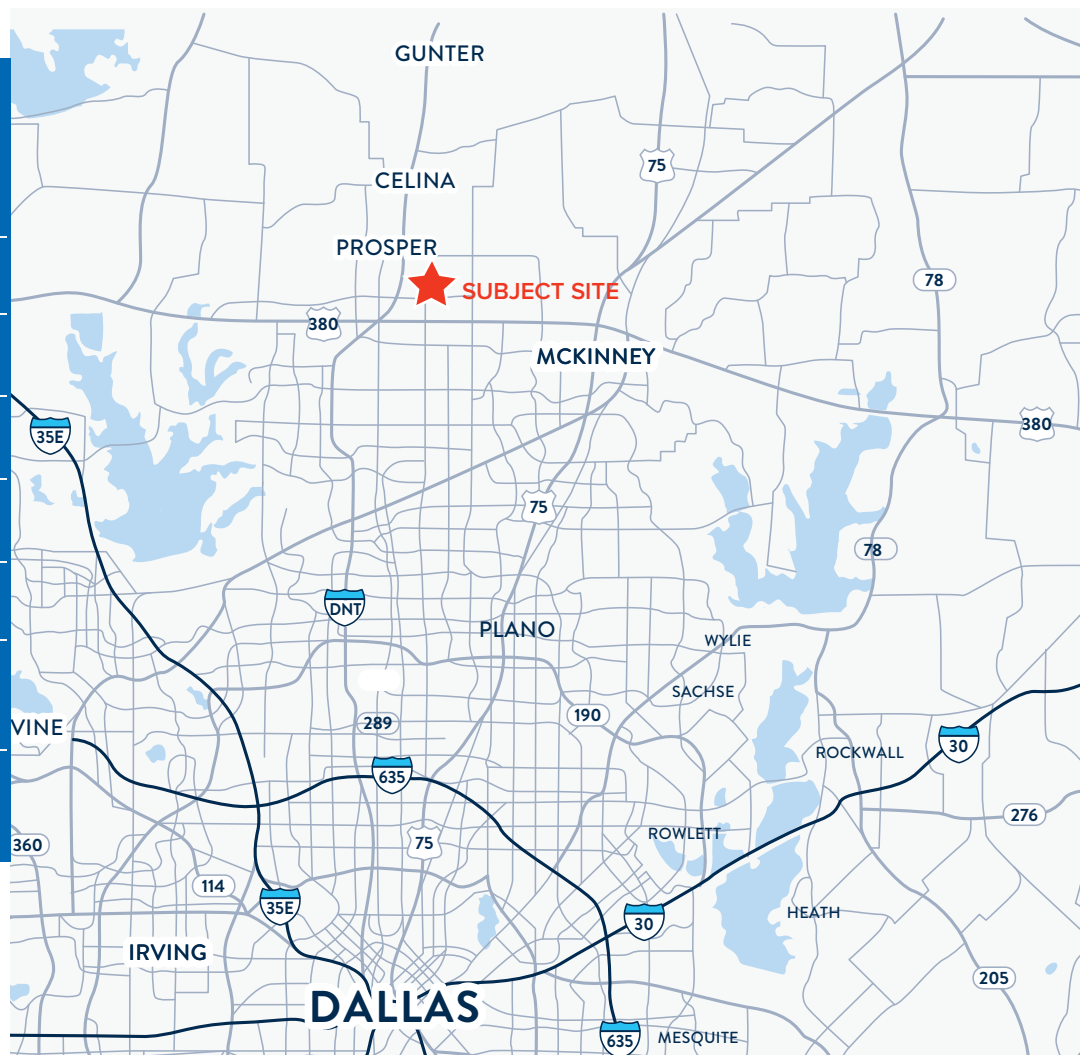 GUNTER
75
CELINA
PROSPER
78
SUBJECT SITE
380
MCKINNEY
380
35E
75
78
DNT
PLANO
WYLIE
SACHSE
190
289
VINE
30
ROCKWALL
635
276
ROWLETT
75
360
114
35E
HEATH
30
IRVING
205
DALLAS
635
MESQUITE